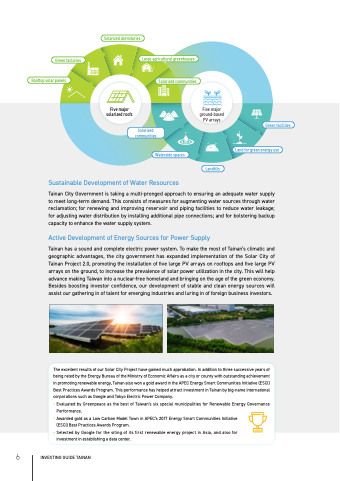 Solarized dormitories
Green factories
Large agricultural greenhouses
Rooftop solar panels
Solarized communities
Five major
solarized roofs
Five major
ground-based
PV arrays
Solarized
communities
Green facilities
Waterside spaces
Land for green energy use
Landfills
Sustainable Development of Water Resources
Tainan City Government is taking a multi-pronged approach to ensuring an adequate water supply
to meet long-term demand. This consists of measures for augmenting water sources through water
reclamation; for renewing and improving reservoir and piping facilities to reduce water leakage;
for adjusting water distribution by installing additional pipe connections; and for bolstering backup
capacity to enhance the water supply system.
Active Development of Energy Sources for Power Supply
Tainan has a sound and complete electric power system. To make the most of Tainan's climatic and
geographic advantages, the city government has expanded implementation of the Solar City of
Tainan Project 2.0, promoting the installation of five large PV arrays on rooftops and five large PV
arrays on the ground, to increase the prevalence of solar power utilization in the city. This will help
advance making Taiwan into a nuclear-free homeland and bringing on the age of the green economy.
Besides boosting investor confidence, our development of stable and clean energy sources will
assist our gathering in of talent for emerging industries and luring in of foreign business investors.
The excellent results of our Solar City Project have gained much approbation. In addition to three successive years of
being rated by the Energy Bureau of the Ministry of Economic Affairs as a city or county with outstanding achievement
in promoting renewable energy, Tainan also won a gold award in the APEC Energy Smart Communities Initiative (ESCI)
Best Practices Awards Program. This performance has helped attract investment in Tainan by big-name international
corporations such as Google and Tokyo Electric Power Company.
· Evaluated by Greenpeace as the best of Taiwan's six special municipalities for Renewable Energy Governance
Performance.
· Awarded gold as a Low Carbon Model Town in APEC's 2017 Energy Smart Communities Initiative
(ESCI) Best Practices Awards Program.
· Selected by Google for the siting of its first renewable energy project in Asia, and also for
investment in establishing a data center.
6 INVESTING GUIDE TAINAN